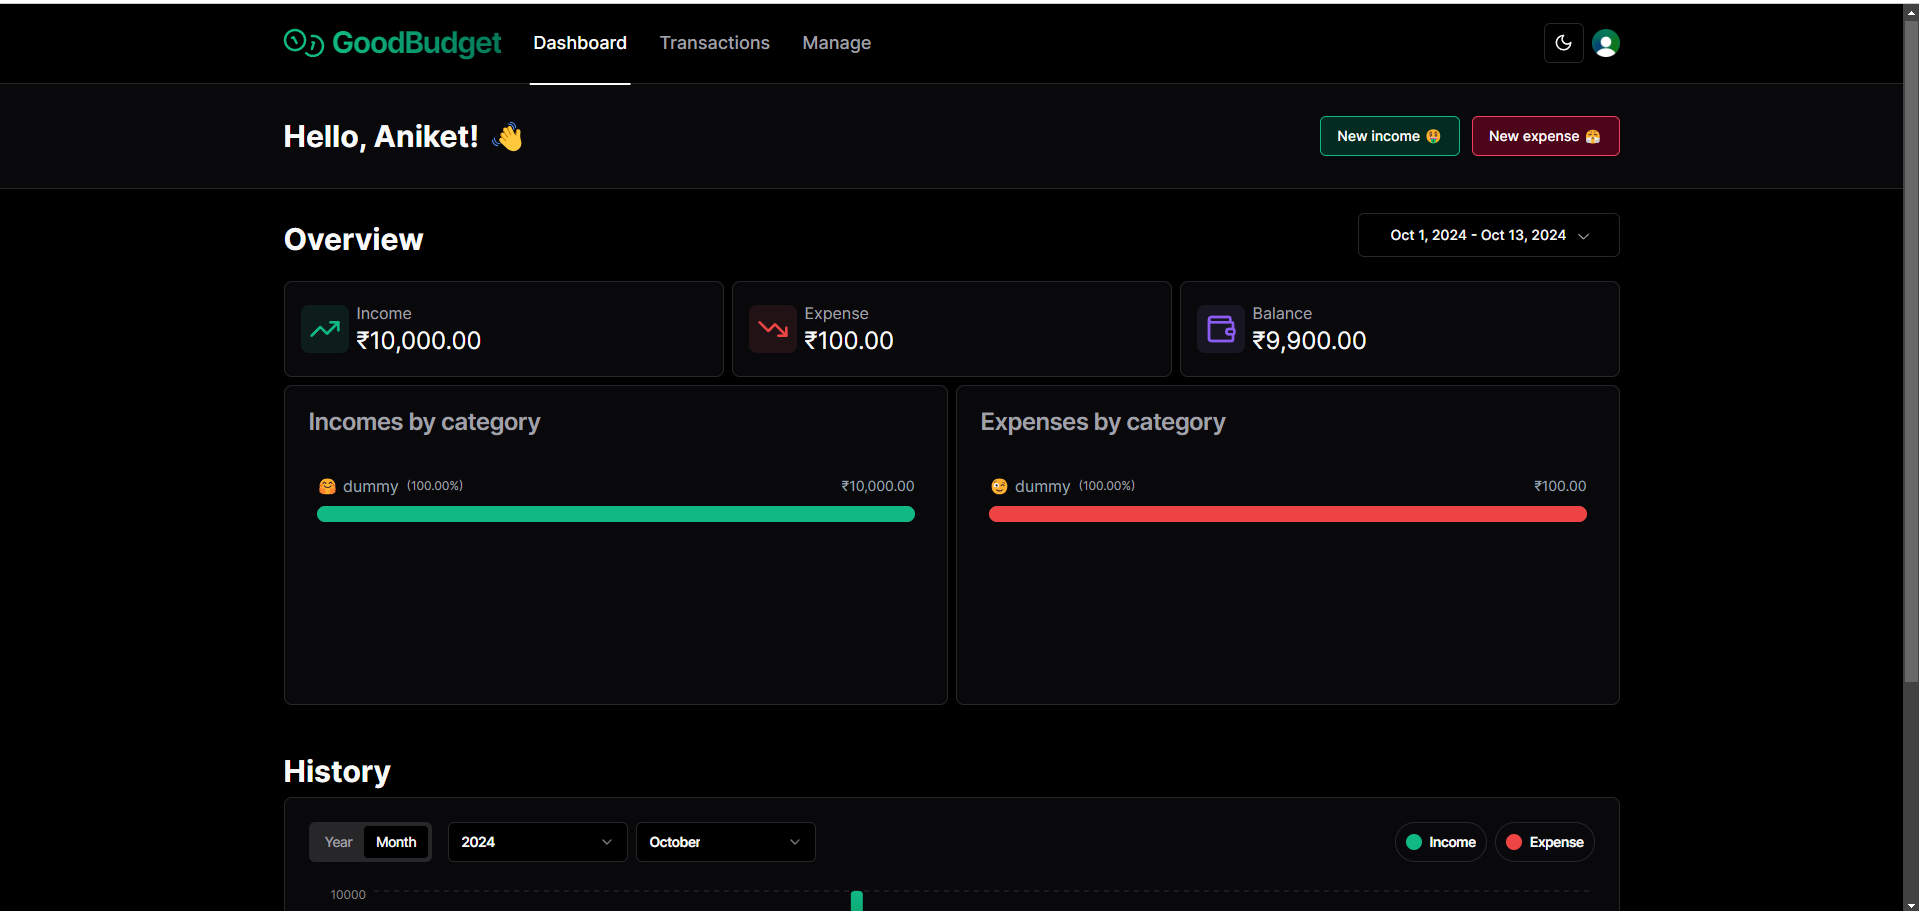 GoodBudget Dashboard Transactions Manage
Hello, Aniket! 👋
New income 🤑 New expense 😤
Overview
Oct 1, 2024 - Oct 13, 2024
Income
₹10,000.00
Expense
₹100.00
Balance
₹9,900.00
Incomes by category
🤗 dummy (100.00%) ₹10,000.00
Expenses by category
😉 dummy (100.00%) ₹100.00
History
Year Month 2024 October Income Expense
10000